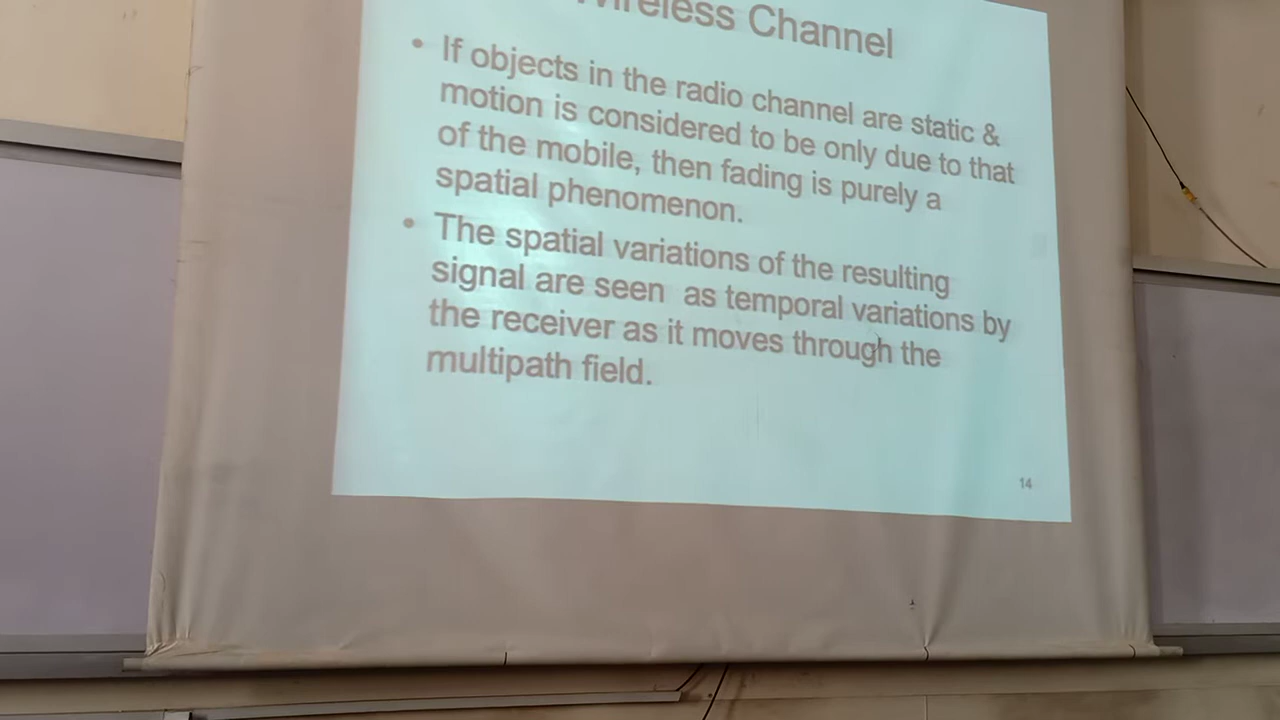 Wireless Channel
• If objects in the radio channel are static &
motion is considered to be only due to that
of the mobile, then fading is purely a
spatial phenomenon.
• The spatial variations of the resulting
signal are seen as temporal variations by
the receiver as it moves through the
multipath field.
14